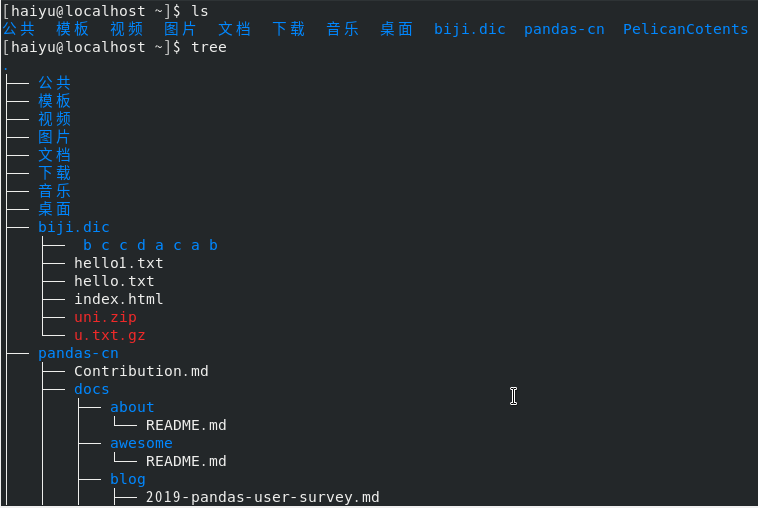 [haiyu@localhost ~]$ ls
公共 模板 视频 图片 文档 下载 音乐 桌面 biji.dic pandas-cn PelicanCotents
[haiyu@localhost ~]$ tree
.
├── 公共
├── 模板
├── 视频
├── 图片
├── 文档
├── 下载
├── 音乐
├── 桌面
├── biji.dic
│   ├──  b c c d a c a b
│   ├── hello1.txt
│   ├── hello.txt
│   ├── index.html
│   ├── uni.zip
│   └── u.txt.gz
├── pandas-cn
│   ├── Contribution.md
│   ├── docs
│   │   ├── about
│   │   │   └── README.md
│   │   ├── awesome
│   │   │   └── README.md
│   │   ├── blog
│   │   │   ├── 2019-pandas-user-survey.md